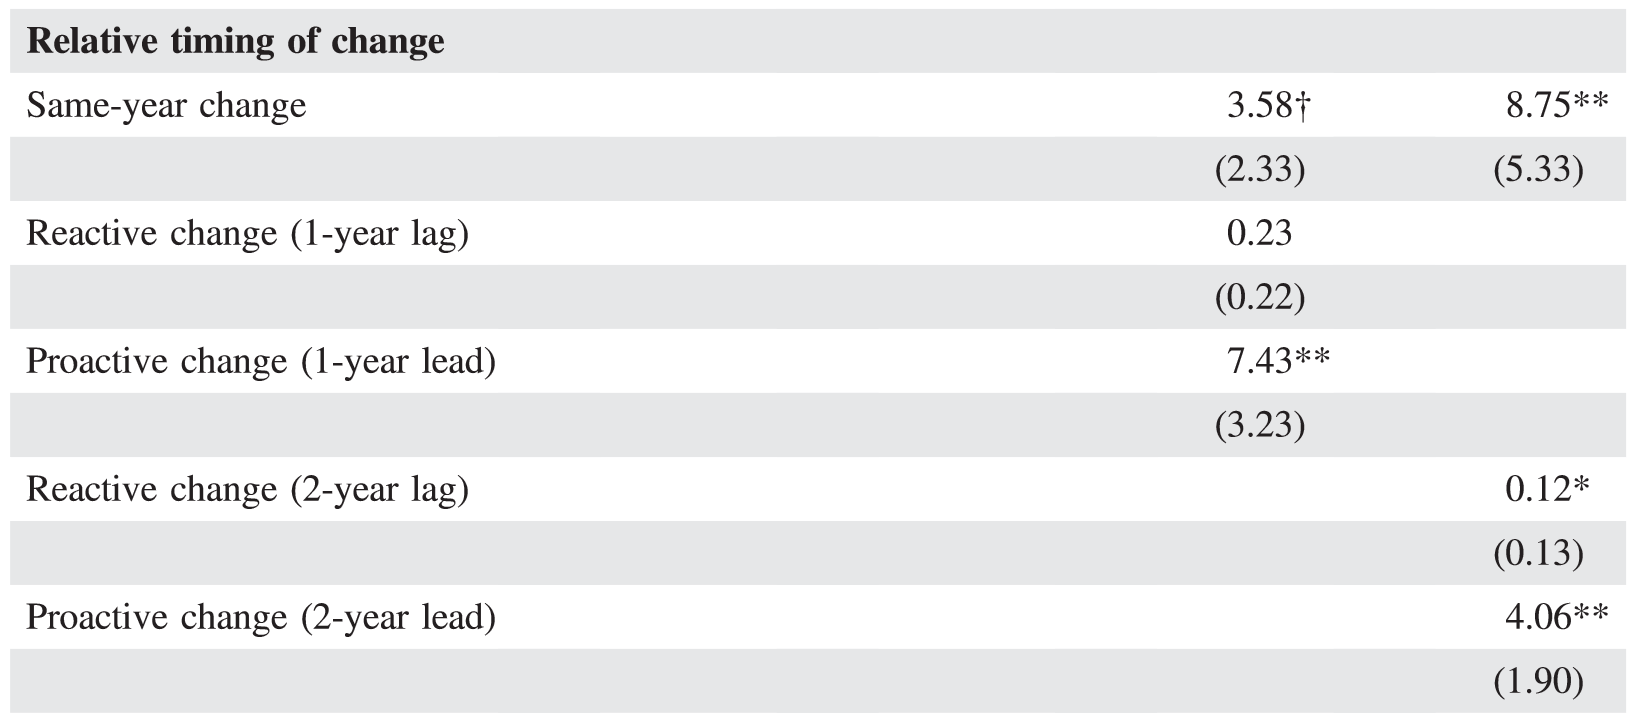 Relative timing of change
Same-year change 3.58† 8.75**
(2.33) (5.33)
Reactive change (1-year lag) 0.23
(0.22)
Proactive change (1-year lead) 7.43**
(3.23)
Reactive change (2-year lag) 0.12*
(0.13)
Proactive change (2-year lead) 4.06**
(1.90)